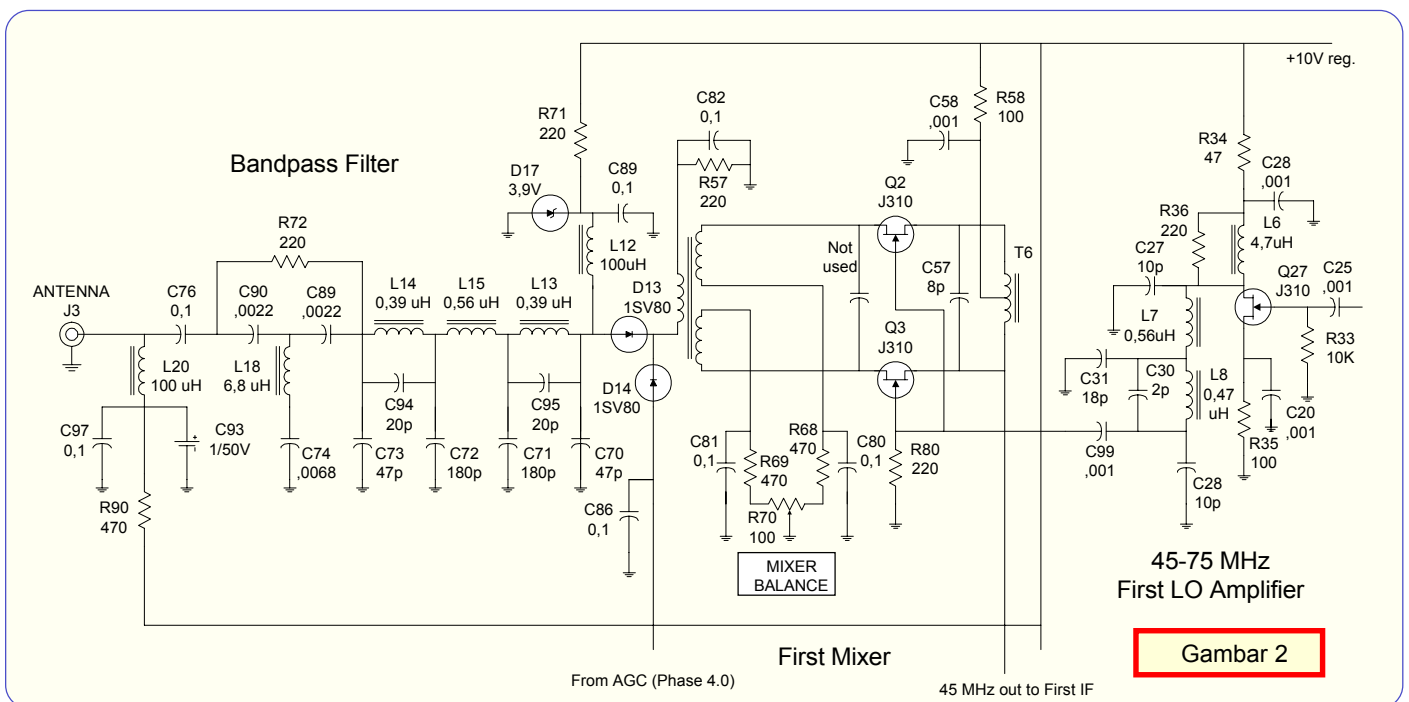 +10V reg.
Bandpass Filter
R71
220
C82
0,1
C58
,001
R58
100
R34
47
C28
,001
D17
3,9V
C89
0,1
R57
220
Q2
J310
R36
220
L6
4,7uH
R72
220
L12
100uH
Not
used
C57
8p
T6
C27
10p
Q27
J310
C25
,001
ANTENNA
J3
C76
0,1
C90
,0022
C89
,0022
L14
0,39 uH
L15
0,56 uH
L13
0,39 uH
D13
1SV80
L7
0,56uH
R33
10K
L20
100 uH
L18
6,8 uH
D14
1SV80
Q3
J310
C31
18p
C30
2p
L8
0,47
uH
C94
20p
C95
20p
C97
0,1
C93
1/50V
+
C74
,0068
C73
47p
C72
180p
C71
180p
C70
47p
C81
0,1
R69
470
R68
470
C80
0,1
R80
220
C99
,001
R35
100
C20
,001
C28
10p
R90
470
C86
0,1
R70
100
MIXER
BALANCE
45-75 MHz
First LO Amplifier
First Mixer
Gambar 2
From AGC (Phase 4.0)
45 MHz out to First IF